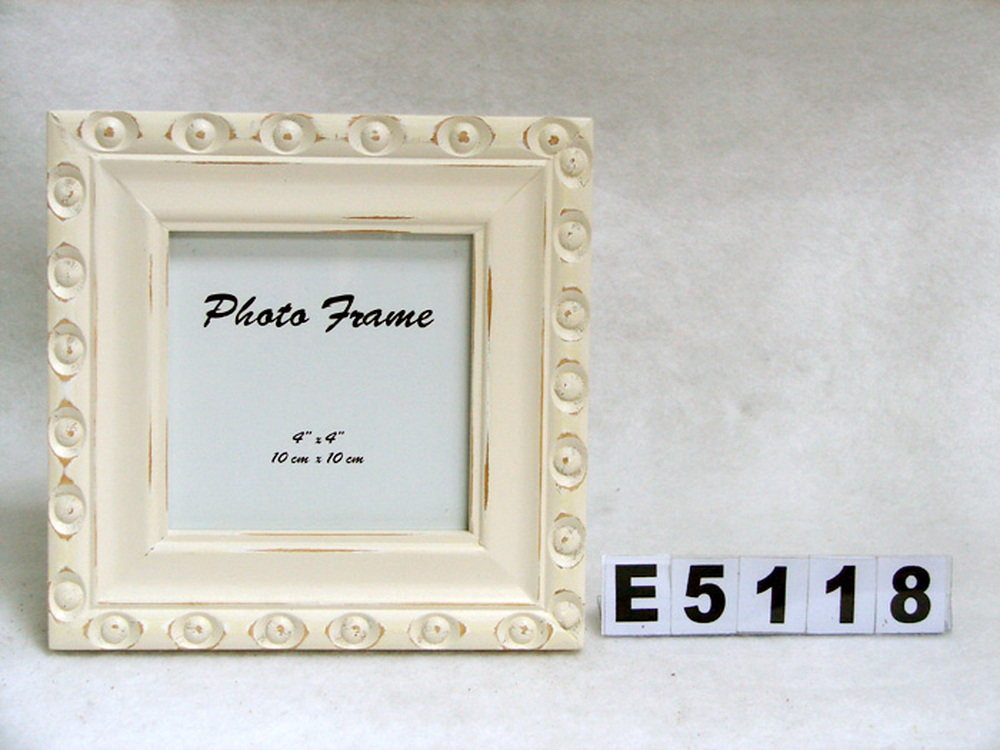 Photo Frame
4" x 4"
10 cm x 10 cm
E5118